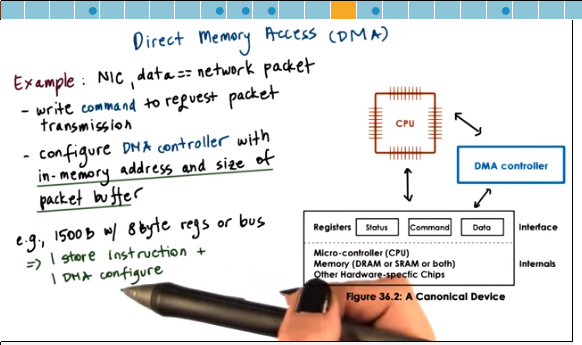 Direct Memory Access (DMA)
Example: NIC, data == network packet
- write command to request packet
transmission
- configure DMA controller with
in-memory address and size of
packet buffer
e.g., 1500B w/ 8byte regs or bus
=> 1 store instruction +
1 DMA configure
CPU
DMA controller
Registers Status Command Data Interface
Micro-controller (CPU)
Memory (DRAM or SRAM or both) Internals
Other Hardware-specfic Chips
Figure 36.2: A Canonical Device